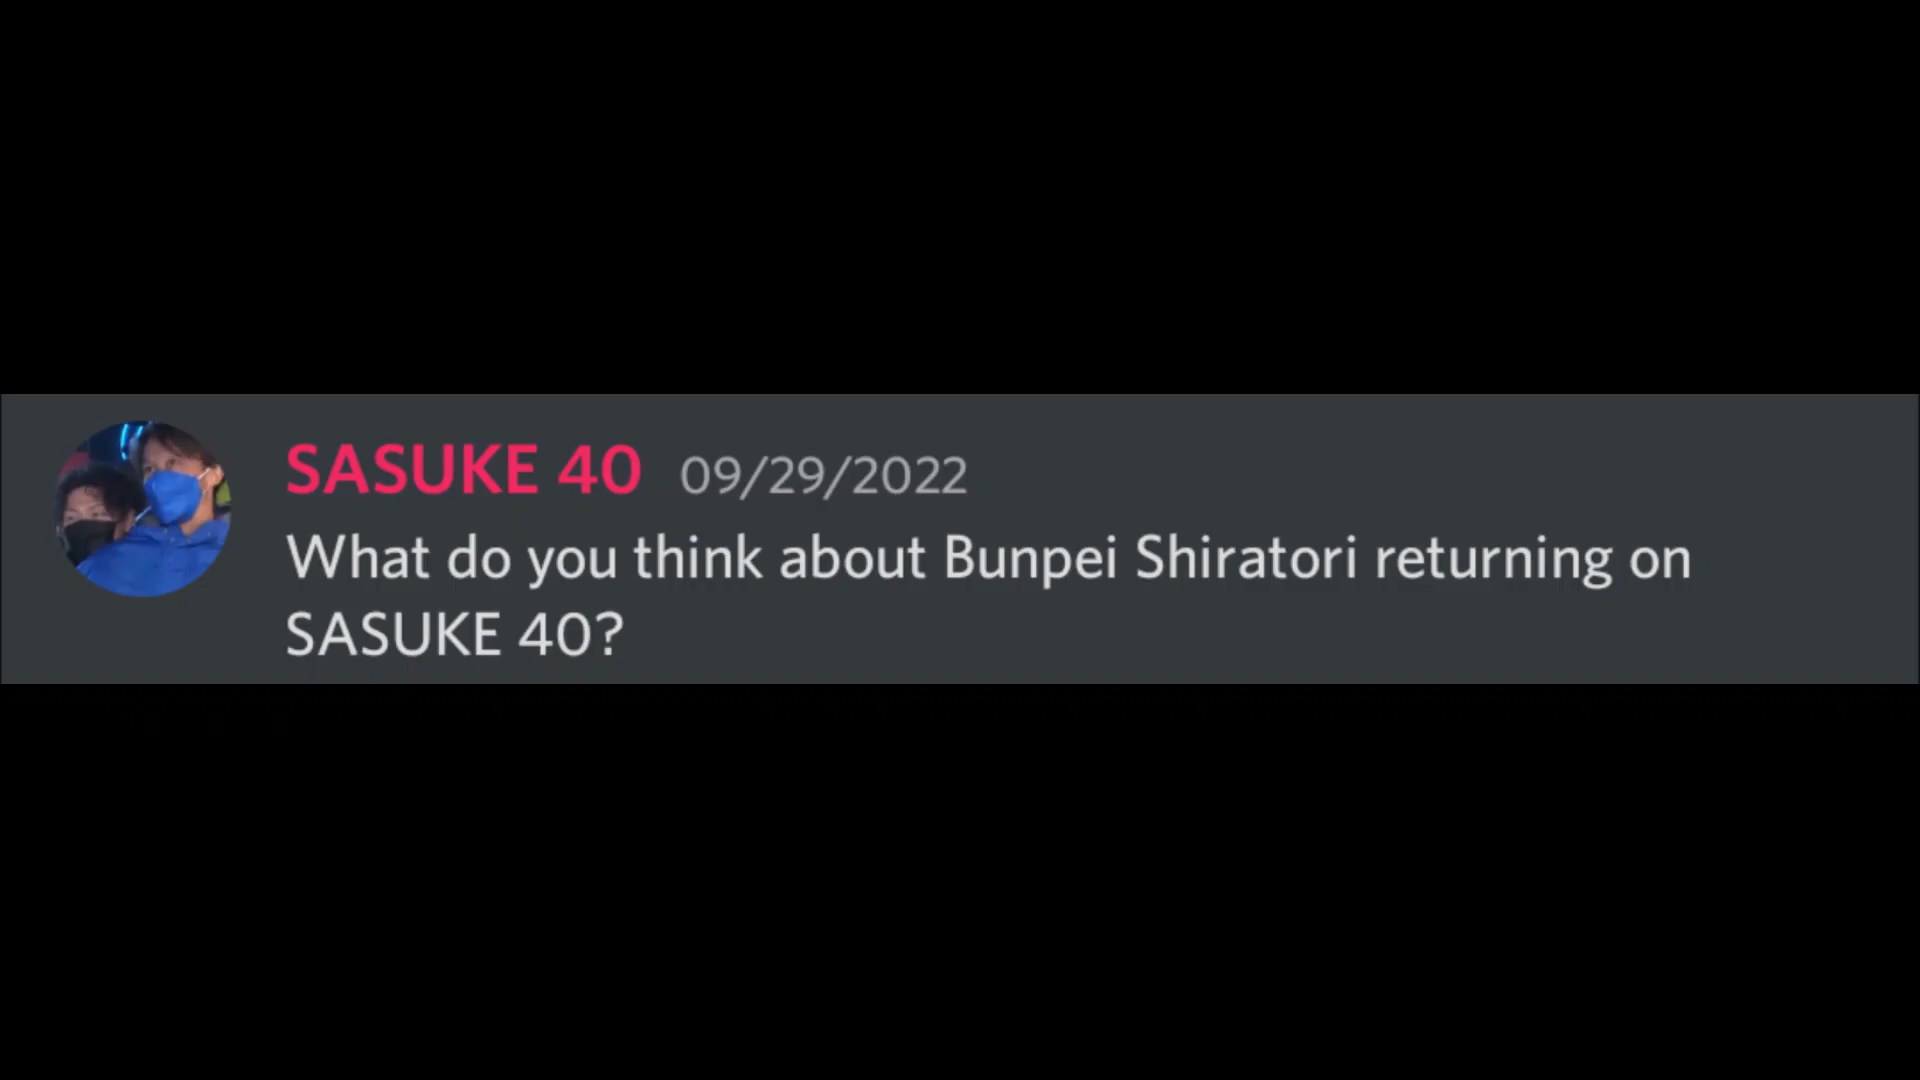 SASUKE 40 09/29/2022
What do you think about Bunpei Shiratori returning on
SASUKE 40?